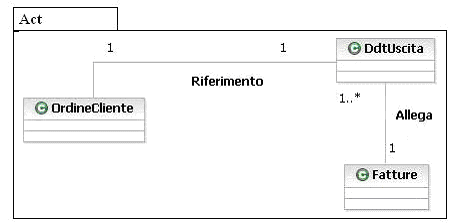 Act
1
1
DdtUscita
Riferimento
OrdineCliente
1..*
Allega
1
Fatture